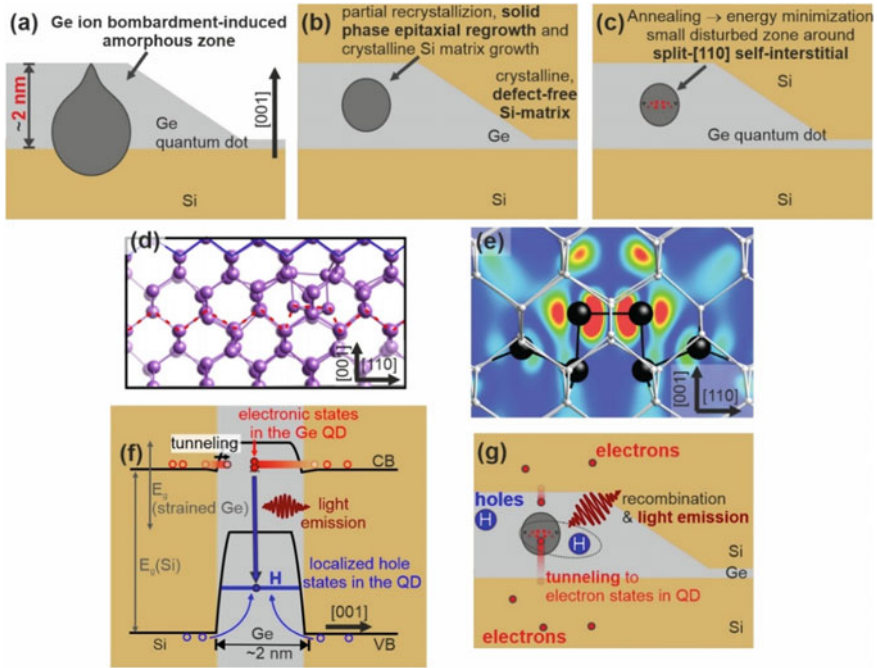 (a)
Ge ion bombardment-induced
amorphous zone
~2 nm
[001]
Ge
quantum dot
Si
(b)
partial recrystallizion, solid
phase epitaxial regrowth and
crystalline Si matrix growth
crystalline,
defect-free
Si-matrix
Ge
Si
(c)
Annealing → energy minimization
small disturbed zone around
split-[110] self-interstitial
Si
Ge quantum dot
Si
(d)
[001]
[110]
(e)
[001]
[110]
(f)
electronic states
in the Ge QD
tunneling
CB
Eg
(strained Ge)
light
emission
Eg(Si)
localized hole
states in the QD
H
[001]
Si
Ge
VB
~2 nm
(g)
electrons
holes
H
recombination
& light emission
H
Si
Ge
tunneling to
electron states in QD
electrons
Si